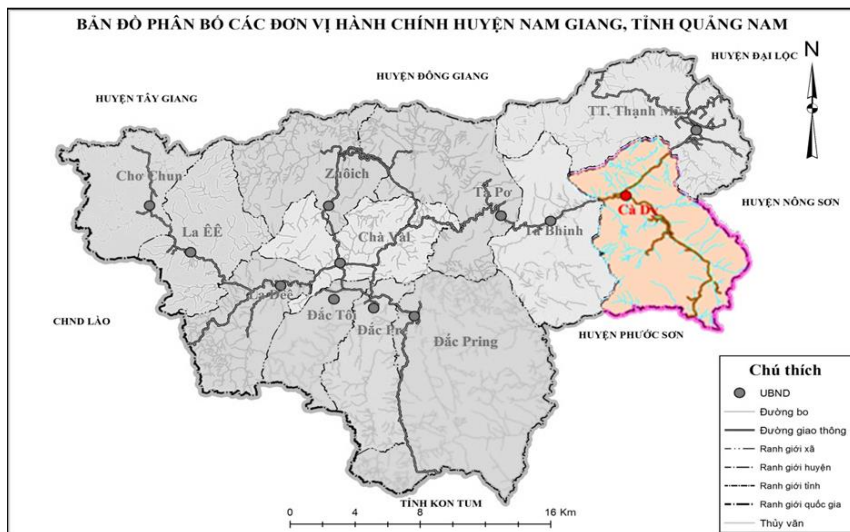 BẢN ĐỒ PHÂN BỐ CÁC ĐƠN VỊ HÀNH CHÍNH HUYỆN NAM GIANG, TỈNH QUẢNG NAM
HUYỆN ĐẠI LỘC
N
HUYỆN ĐÔNG GIANG
HUYỆN TÂY GIANG
TT. Thạnh Mỹ
Chơ Chun
Zuôich
Tà Pơ
HUYỆN NÔNG SƠN
Cà Dy
Tà Bhinh
Chà Val
La ÊÊ
La Dêê
CHND LÀO
Đắc Tôi
Đắc Pre
Đắc Pring
HUYỆN PHƯỚC SƠN
TỈNH KON TUM
0 4 8 16 Km
Chú thích
UBND
Đường bo
Đường giao thông
Ranh giới xã
Ranh giới huyện
Ranh giới tỉnh
Ranh giới quốc gia
Thủy văn